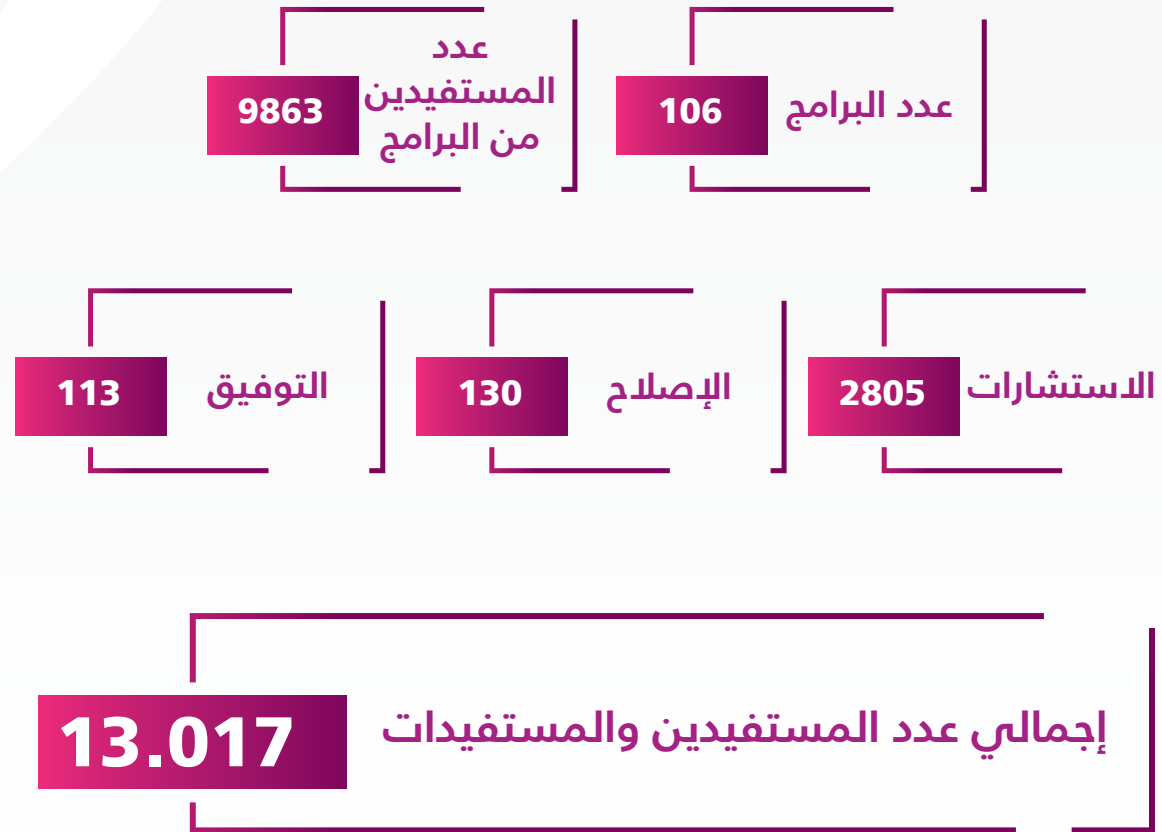 عدد البرامج
106
عدد
المستفيدين
من البرامج
9863
الاستشارات
2805
الإصلاح
130
التوفيق
113
إجمالي عدد المستفيدين والمستفيدات
13.017